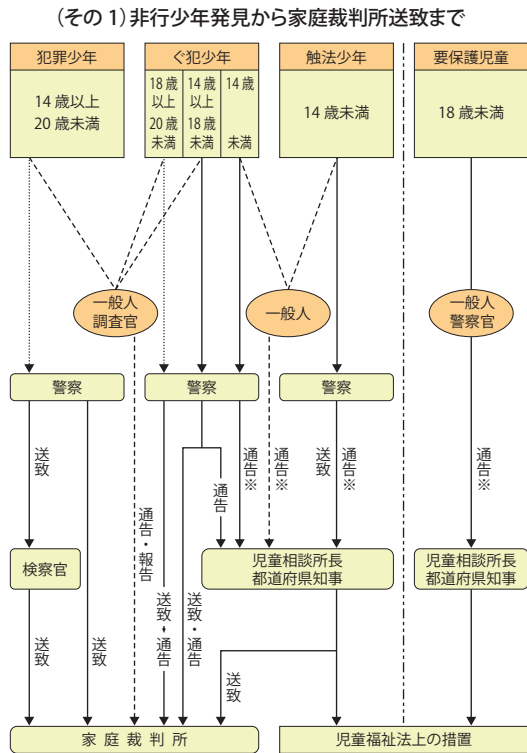 (その 1)非行少年発見から家庭裁判所送致まで
犯罪少年
ぐ犯少年
触法少年
要保護児童
14 歳以上
20 歳未満
18 歳
以上
20 歳
未満
14 歳
以上
18 歳
未満
14 歳
未満
14 歳未満
18 歳未満
一般人
調査官
一般人
一般人
警察官
警察
警察
警察
送致
通告・報告
通告
通告※
通告※
送致
通告※
通告※
検察官
児童相談所長
都道府県知事
児童相談所長
都道府県知事
送致
送致
送致・通告
送致・通告
送致
家 庭 裁 判 所
児童福祉法上の措置